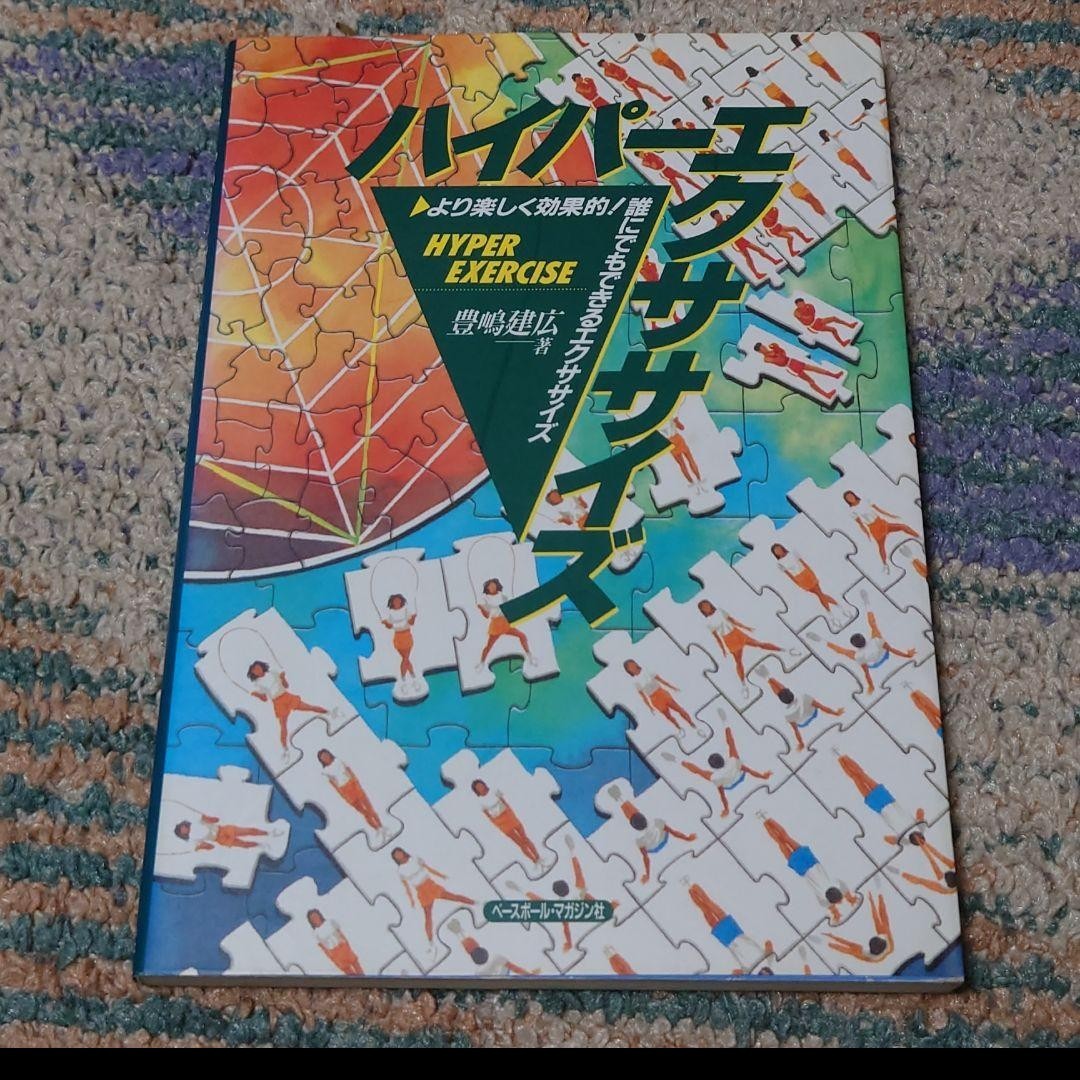 ハイパーエクササイズ
▶より楽しく効果的!誰にでもできるエクササイズ
HYPER
EXERCISE
豊嶋建広
著
ベースボール・マガジン社